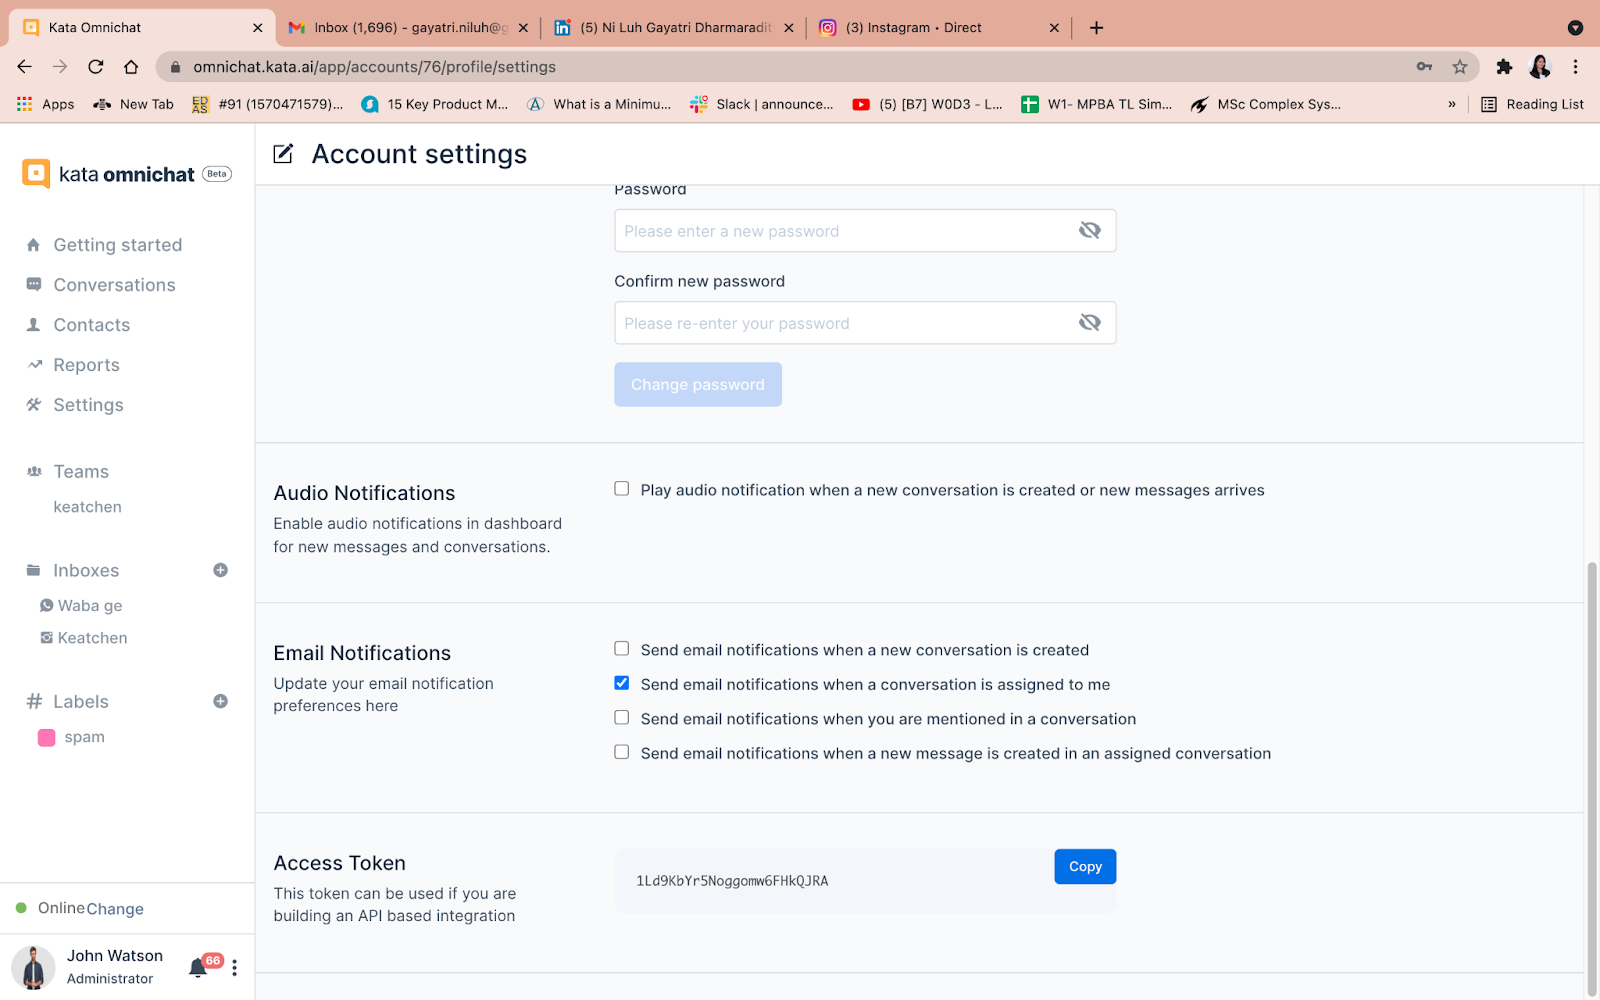 Kata Omnichat
Inbox (1,696) - gayatri.niluh@g
(5) Ni Luh Gayatri Dharmaradit
(3) Instagram • Direct
omnichat.kata.ai/app/accounts/76/profile/settings
Apps
New Tab
#91 (1570471579)...
15 Key Product M...
What is a Minimu...
Slack | announce...
(5) [B7] W0D3 - L...
W1- MPBA TL Sim...
MSc Complex Sys...
»
Reading List
kata omnichat
Beta
Account settings
Getting started
Conversations
Contacts
Reports
Settings
Teams
keatchen
Inboxes
Waba ge
Keatchen
Labels
spam
Online
Change
John Watson
Administrator
66
Password
Please enter a new password
Confirm new password
Please re-enter your password
Change password
Audio Notifications
Enable audio notifications in dashboard
for new messages and conversations.
Play audio notification when a new conversation is created or new messages arrives
Email Notifications
Update your email notification
preferences here
Send email notifications when a new conversation is created
Send email notifications when a conversation is assigned to me
Send email notifications when you are mentioned in a conversation
Send email notifications when a new message is created in an assigned conversation
Access Token
This token can be used if you are
building an API based integration
1Ld9KbYr5Noggomw6FHkQJRA
Copy